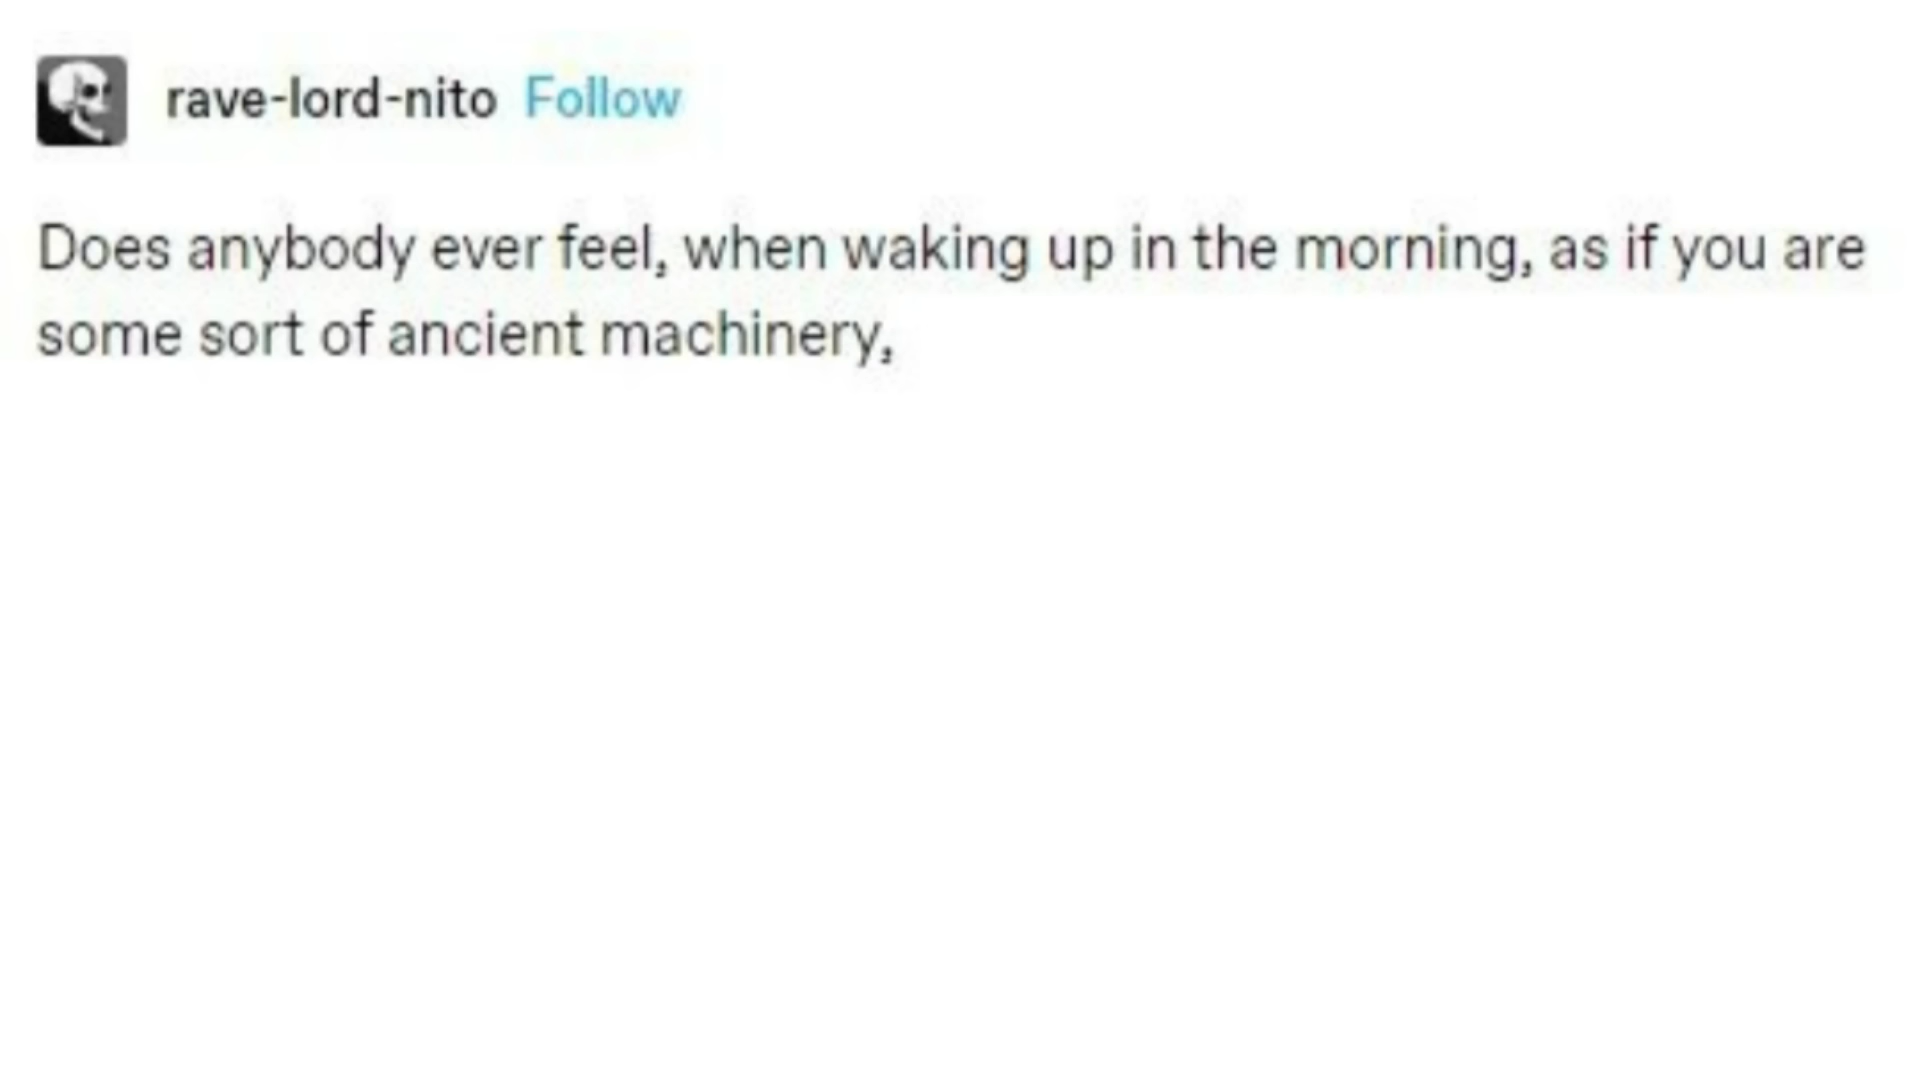 rave-lord-nito Follow
Does anybody ever feel, when waking up in the morning, as if you are
some sort of ancient machinery,